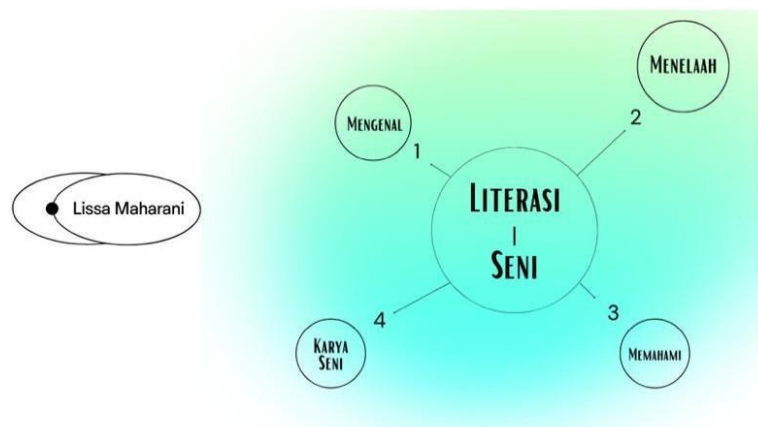 Lissa Maharani
MENGENAL
1
MENELAAH
2
LITERASI
|
SENI
3
MEMAHAMI
4
KARYA
SENI